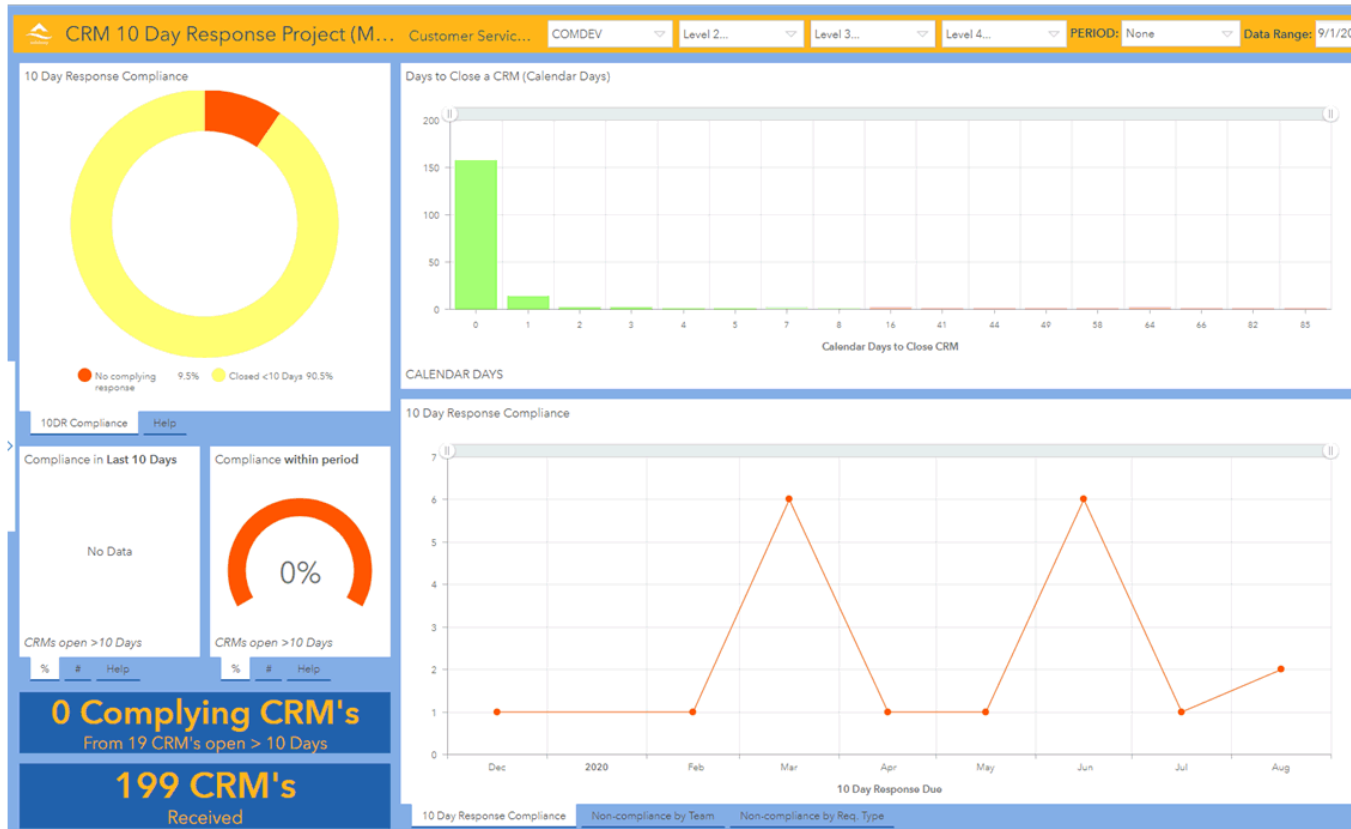 CRM 10 Day Response Project (M... Customer Servic... COMDEV Level 2... Level 3... Level 4... PERIOD: None Data Range: 9/1/20
10 Day Response Compliance
No complying response 9.5% Closed <10 Days 90.5%
10DR Compliance Help
Compliance in Last 10 Days
No Data
CRMs open >10 Days
% # Help
Compliance within period
0%
CRMs open >10 Days
% # Help
0 Complying CRM's
From 19 CRM's open > 10 Days
199 CRM's
Received
Days to Close a CRM (Calendar Days)
200
150
100
50
0
0 1 2 3 4 5 7 8 16 41 44 49 58 64 66 82 85
Calendar Days to Close CRM
CALENDAR DAYS
10 Day Response Compliance
7
6
5
4
3
2
1
0
Dec 2020 Feb Mar Apr May Jun Jul Aug
10 Day Response Due
10 Day Response Compliance Non-compliance by Team Non-compliance by Req. Type